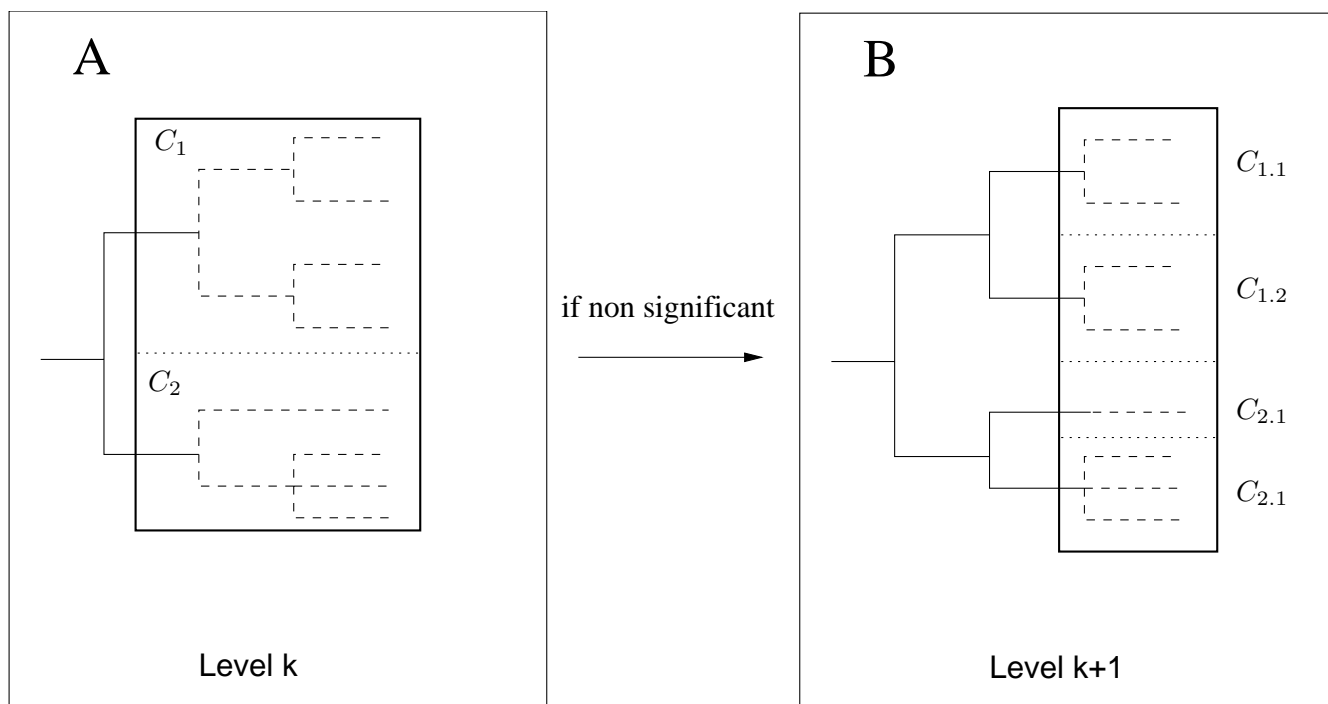 A
C₁
C₂
Level k
if non significant
B
C₁.₁
C₁.₂
C₂.₁
C₂.₁
Level k+1